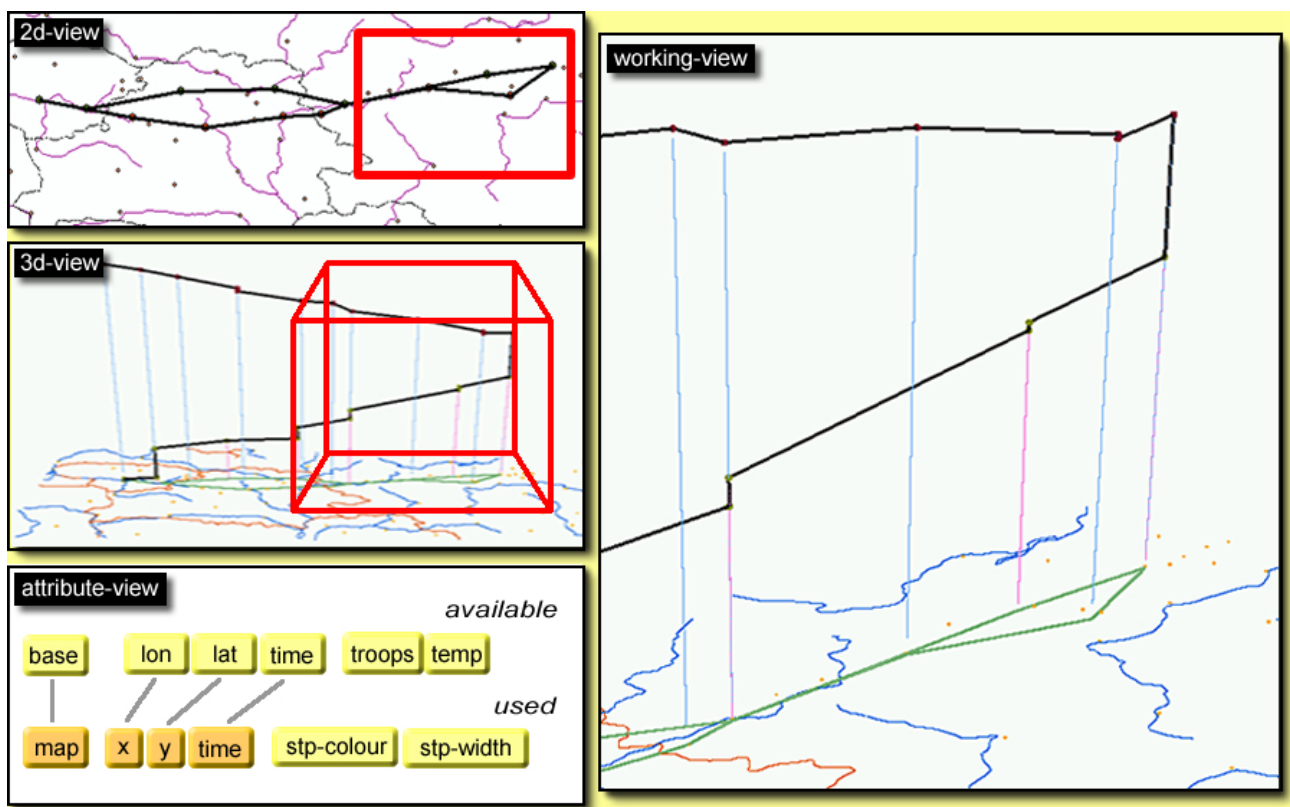 2d-view
3d-view
attribute-view
available
base lon lat time troops temp
used
map x y time stp-colour stp-width
working-view